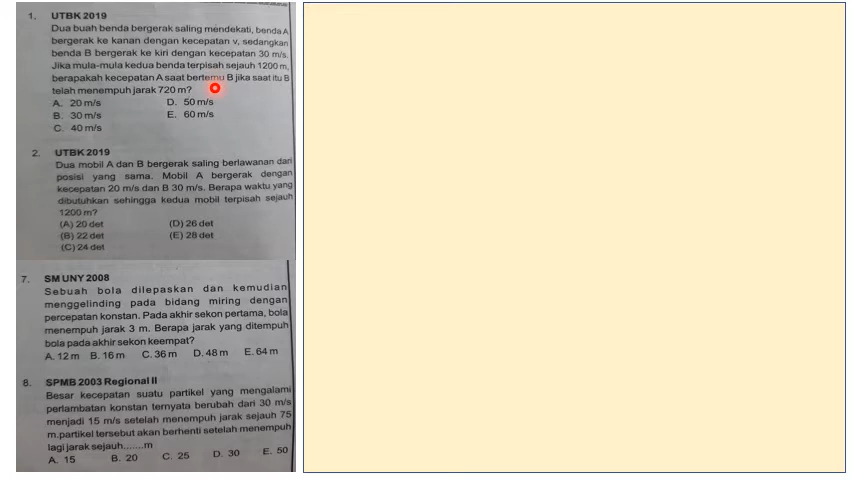 1. UTBK 2019
Dua buah benda bergerak saling mendekati, benda A
bergerak ke kanan dengan kecepatan v, sedangkan
benda B bergerak ke kiri dengan kecepatan 30 m/s.
Jika mula-mula kedua benda terpisah sejauh 1200 m,
berapakah kecepatan A saat bertemu B jika saat itu B
telah menempuh jarak 720 m?
A. 20 m/s D. 50 m/s
B. 30 m/s E. 60 m/s
C. 40 m/s
2. UTBK 2019
Dua mobil A dan B bergerak saling berlawanan dari
posisi yang sama. Mobil A bergerak dengan
kecepatan 20 m/s dan B 30 m/s. Berapa waktu yang
dibutuhkan sehingga kedua mobil terpisah sejauh
1200 m?
(A) 20 det (D) 26 det
(B) 22 det (E) 28 det
(C) 24 det
7. SM UNY 2008
Sebuah bola dilepaskan dan kemudian
menggelinding pada bidang miring dengan
percepatan konstan. Pada akhir sekon pertama, bola
menempuh jarak 3 m. Berapa jarak yang ditempuh
bola pada akhir sekon keempat?
A. 12 m B. 16 m C. 36 m D. 48 m E. 64 m
8. SPMB 2003 Regional II
Besar kecepatan suatu partikel yang mengalami
perlambatan konstan ternyata berubah dari 30 m/s
menjadi 15 m/s setelah menempuh jarak sejauh 75
m.partikel tersebut akan berhenti setelah menempuh
lagi jarak sejauh.......m
A. 15 B. 20 C. 25 D. 30 E. 50